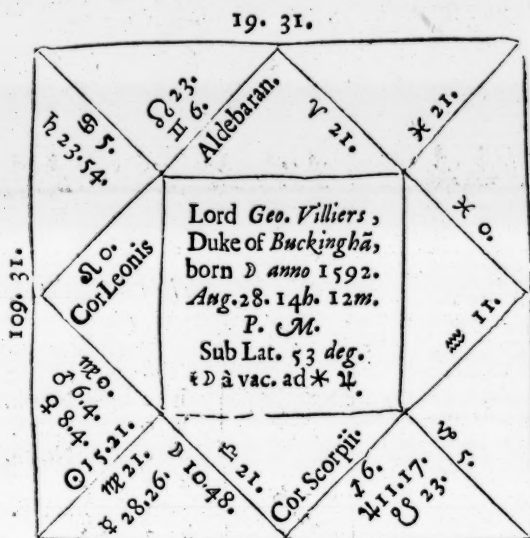 19. 31.
♋ 5.
♄ 23.54.
☊ 23.
♊ 6.
Aldebaran.
♈ 21.
♓ 21.
♓ 0.
109. 31.
♌ 0.
Cor Leonis
Lord Geo. Villiers,
Duke of Buckinghã,
born ☽ anno 1592.
Aug. 28. 14h. 12m.
P. M.
Sub Lat. 53 deg.
☽ à vac. ad ⚹ ♃.
♒ 11.
♍ 0.
♂ 6.4.
♀ 8.4.
☉ 15.21.
♍ 21.
☿ 28.26.
♎ 21.
☽ 10.48.
Cor Scorpii.
♐ 6.
♃ 11.17.
☋ 23.
♑ 5.